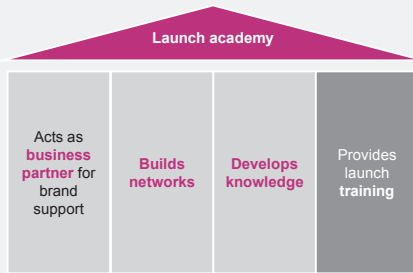 Launch academy
Acts as
business
partner for
brand
support
Builds
networks
Develops
knowledge
Provides
launch
training